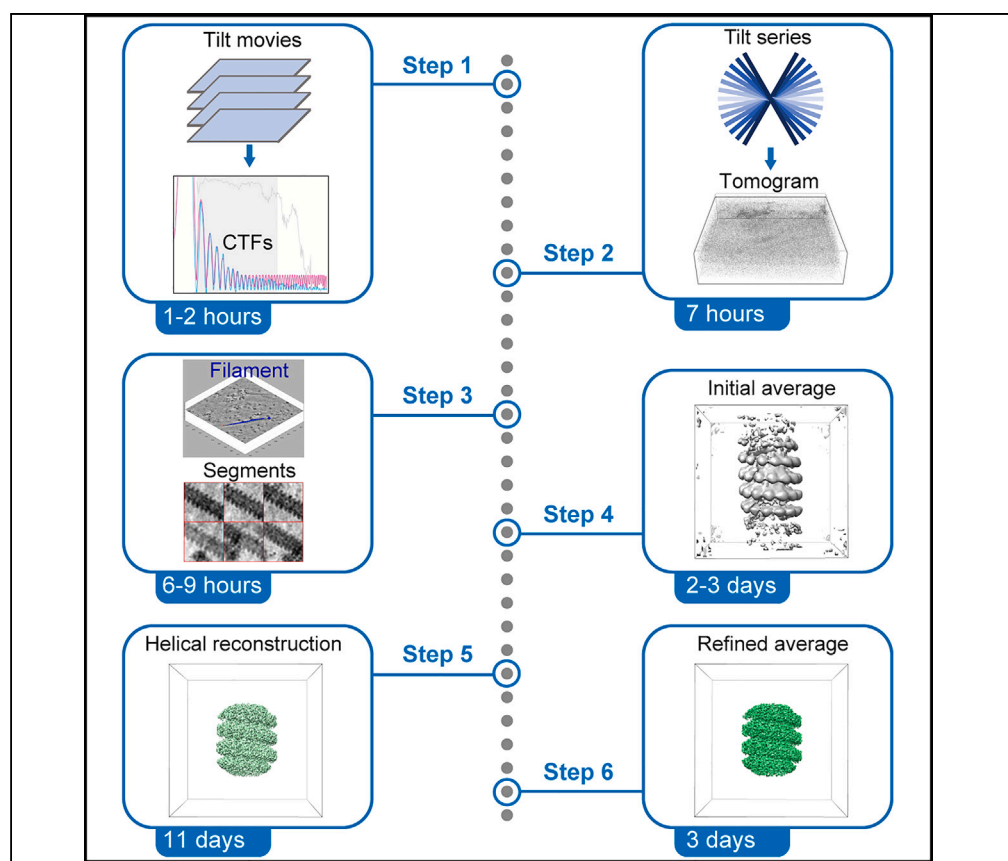 Tilt movies
CTFs
1-2 hours
Step 1
Tilt series
Tomogram
7 hours
Step 2
Filament
Segments
6-9 hours
Step 3
Initial average
2-3 days
Step 4
Helical reconstruction
11 days
Step 5
Refined average
3 days
Step 6